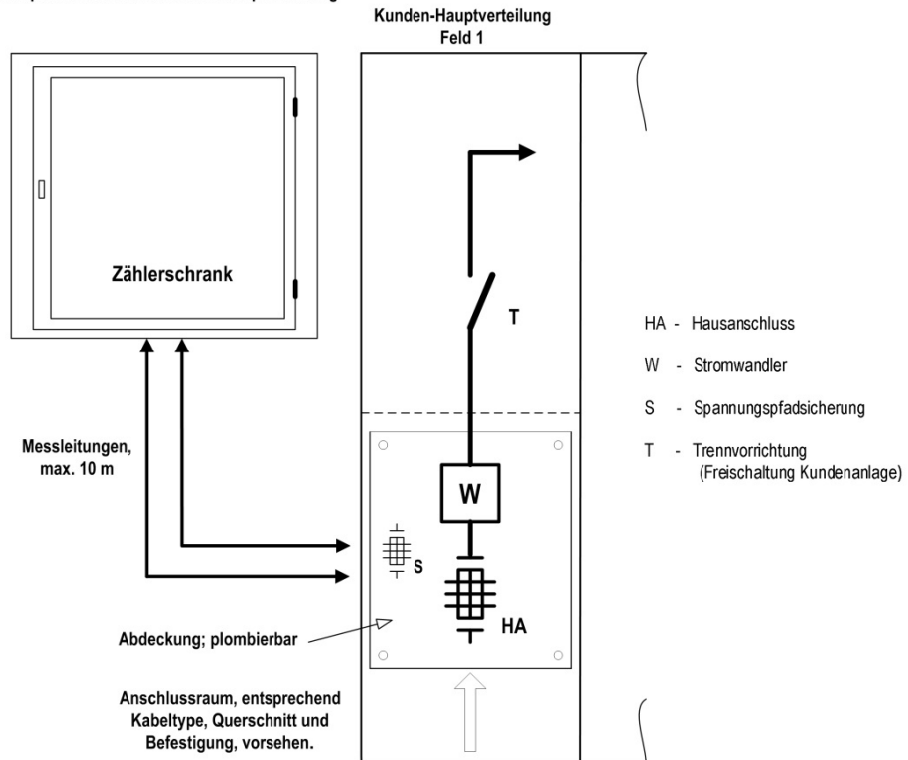 Kunden-Hauptverteilung
Feld 1
Zählerschrank
T
HA - Hausanschluss
W - Stromwandler
S - Spannungspfadsicherung
T - Trennvorrichtung
(Freischaltung Kundenanlage)
Messleitungen,
max. 10 m
W
S
HA
Abdeckung; plombierbar
Anschlussraum, entsprechend
Kabeltype, Querschnitt und
Befestigung, vorsehen.